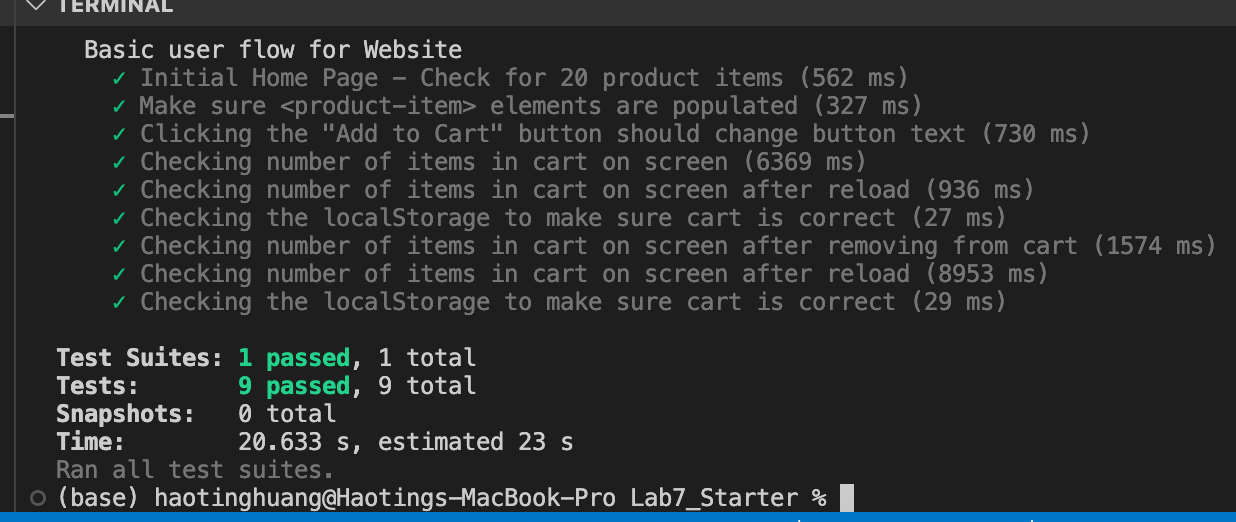 TERMINAL
Basic user flow for Website
✓ Initial Home Page – Check for 20 product items (562 ms)
✓ Make sure <product-item> elements are populated (327 ms)
✓ Clicking the "Add to Cart" button should change button text (730 ms)
✓ Checking number of items in cart on screen (6369 ms)
✓ Checking number of items in cart on screen after reload (936 ms)
✓ Checking the localStorage to make sure cart is correct (27 ms)
✓ Checking number of items in cart on screen after removing from cart (1574 ms)
✓ Checking number of items in cart on screen after reload (8953 ms)
✓ Checking the localStorage to make sure cart is correct (29 ms)
Test Suites: 1 passed, 1 total
Tests: 9 passed, 9 total
Snapshots: 0 total
Time: 20.633 s, estimated 23 s
Ran all test suites.
(base) haotinghuang@Haotings-MacBook-Pro Lab7_Starter %